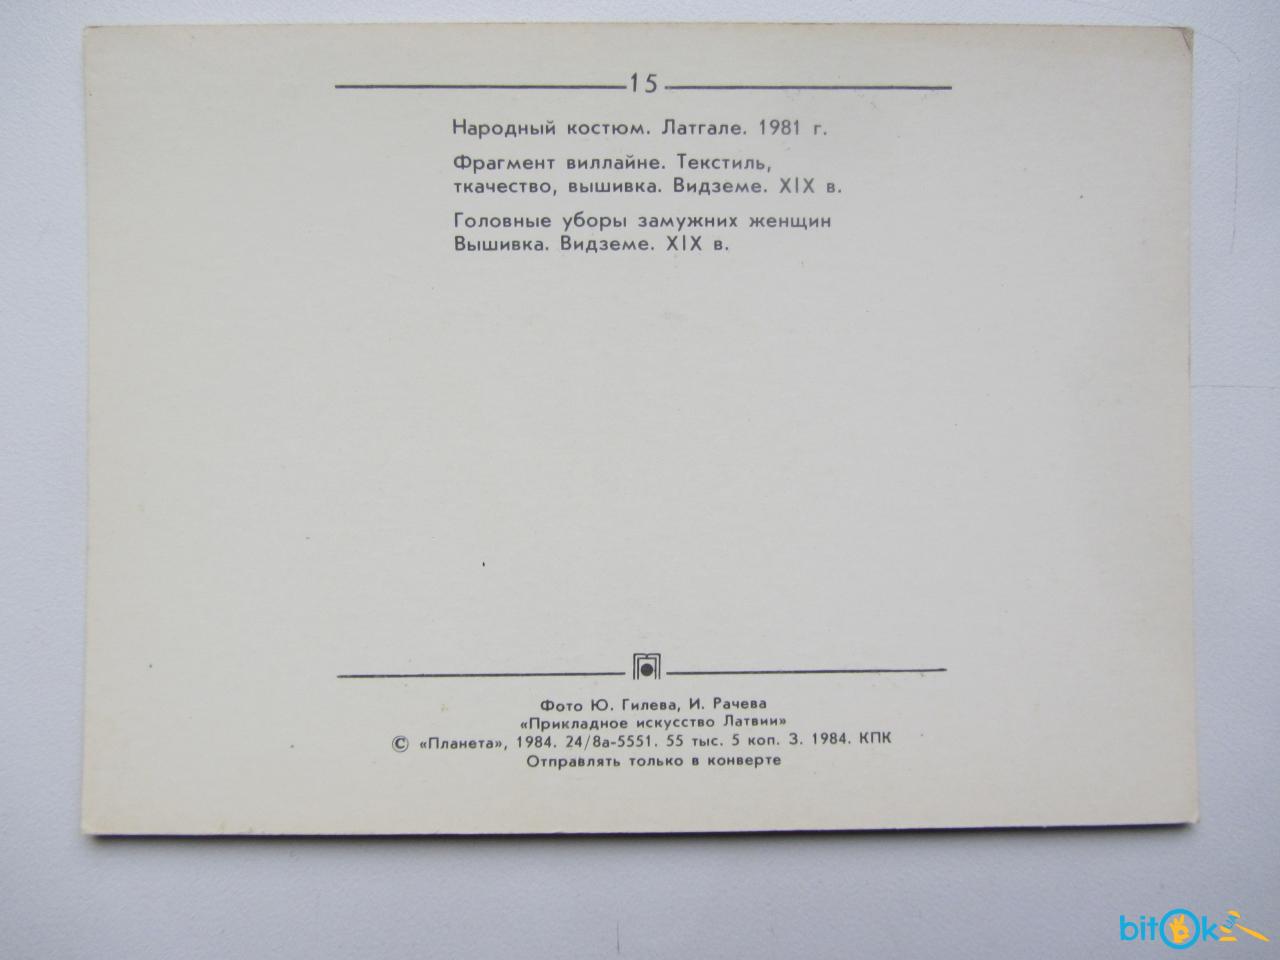 15
Народный костюм. Латгале. 1981 г.
Фрагмент виллайне. Текстиль,
ткачество, вышивка. Видземе. XIX в.
Головные уборы замужних женщин
Вышивка. Видземе. XIX в.
Фото Ю. Гилева, И. Рачева
«Прикладное искусство Латвии»
© «Планета», 1984. 24/8а-5551. 55 тыс. 5 коп. З. 1984. КПК
Отправлять только в конверте
bitOk